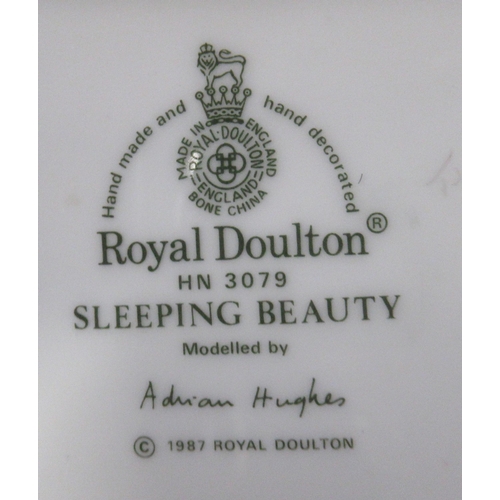 Hand made and hand decorated
MADE IN ENGLAND
ROYAL·DOULTON
ENGLAND
BONE CHINA
Royal Doulton®
HN 3079
SLEEPING BEAUTY
Modelled by
Adrian Hughes
© 1987 ROYAL DOULTON